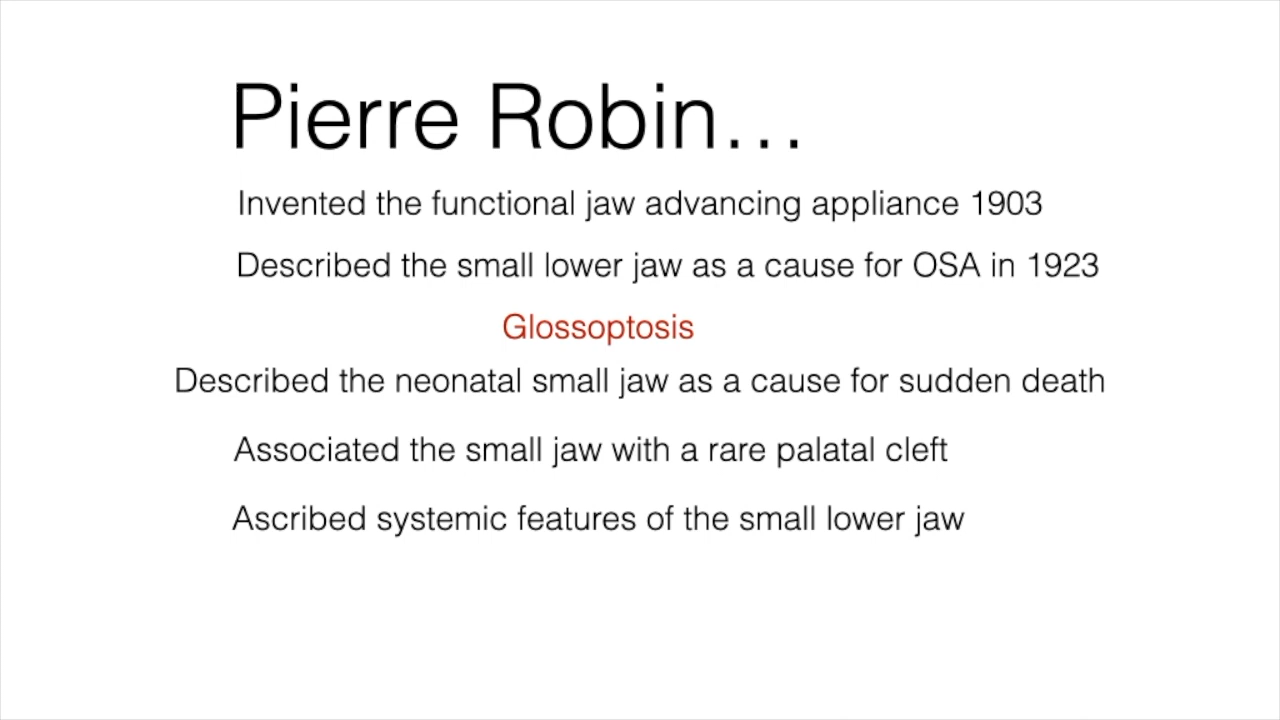 Pierre Robin...
Invented the functional jaw advancing appliance 1903
Described the small lower jaw as a cause for OSA in 1923
Glossoptosis
Described the neonatal small jaw as a cause for sudden death
Associated the small jaw with a rare palatal cleft
Ascribed systemic features of the small lower jaw